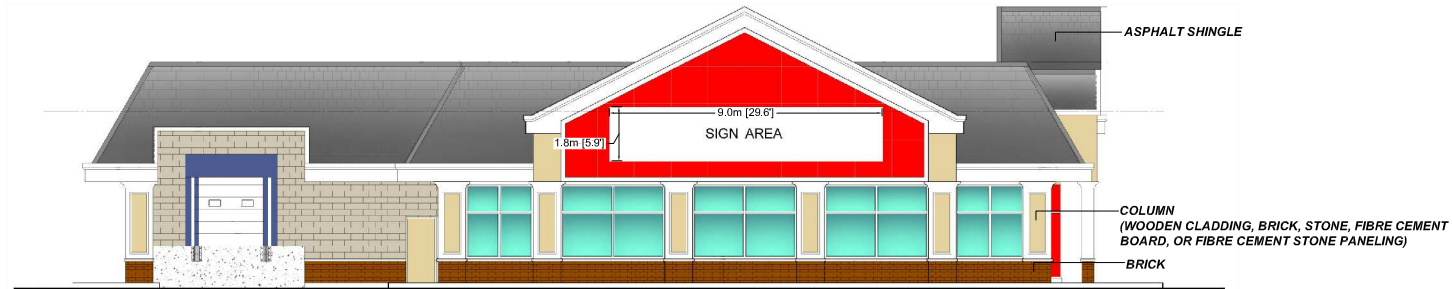 ASPHALT SHINGLE
9.0m [29.6']
SIGN AREA
1.8m [5.9']
COLUMN
(WOODEN CLADDING, BRICK, STONE, FIBRE CEMENT
BOARD, OR FIBRE CEMENT STONE PANELING)
BRICK